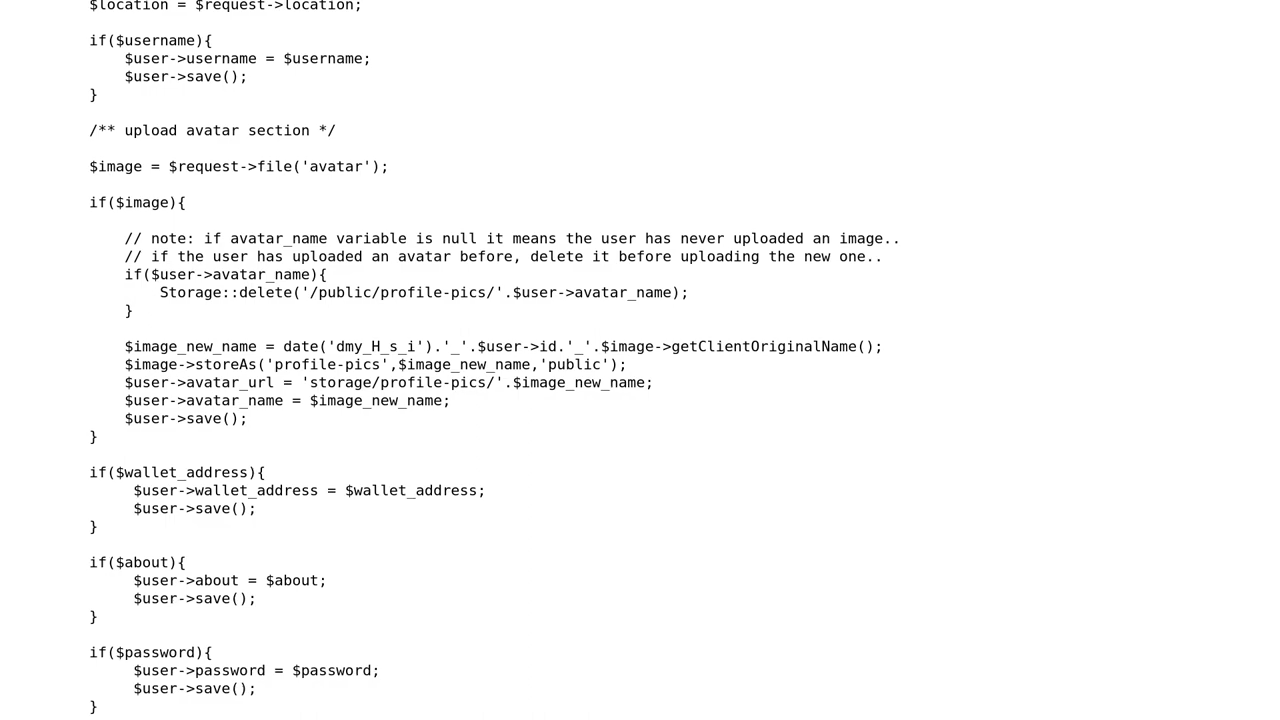 $location = $request->location;
if($username){
$user->username = $username;
$user->save();
}
/** upload avatar section */
$image = $request->file('avatar');
if($image){
// note: if avatar_name variable is null it means the user has never uploaded an image..
// if the user has uploaded an avatar before, delete it before uploading the new one..
if($user->avatar_name){
Storage::delete('/public/profile-pics/'.$user->avatar_name);
}
$image_new_name = date('dmy_H_s_i').'_'.$user->id.'_'.$image->getClientOriginalName();
$image->storeAs('profile-pics',$image_new_name,'public');
$user->avatar_url = 'storage/profile-pics/'.$image_new_name;
$user->avatar_name = $image_new_name;
$user->save();
}
if($wallet_address){
$user->wallet_address = $wallet_address;
$user->save();
}
if($about){
$user->about = $about;
$user->save();
}
if($password){
$user->password = $password;
$user->save();
}